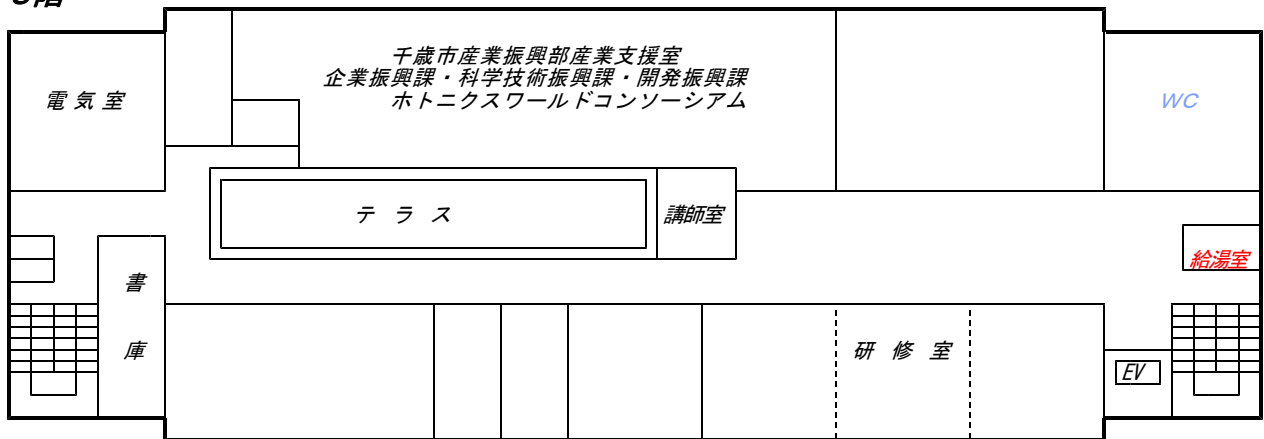 階
千歳市産業振興部産業支援室
企業振興課・科学技術振興課・開発振興課
ホトニクスワールドコンソーシアム
電気室
WC
テラス
講師室
給湯室
書庫
研修室
EV